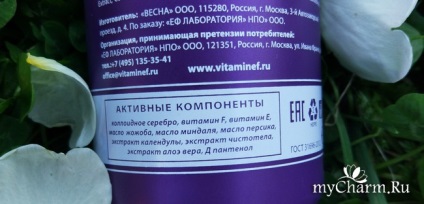 Изготовитель: «ВЕСНА» ООО, 115280, Россия, г. Москва, 3-й Автозаводский
проезд, д. 4. По заказу: «ЕФ ЛАБОРАТОРИЯ» НПО» ООО.
Организация, принимающая претензии потребителей:
«ЕФ ЛАБОРАТОРИЯ» НПО» ООО, 121351, Россия, г. Москва, ул. Ивана
тел.:+7 (495) 135-35-41
office@vitaminef.ru
www.vitaminef.ru
АКТИВНЫЕ КОМПОНЕНТЫ
коллоидное серебро, витамин F, витамин Е,
масло жожоба, масло миндаля, масло персика,
экстракт календулы, экстракт чистотела,
экстракт алоэ вера, Д пантенол
EAC
ГОСТ
myCharm.Ru